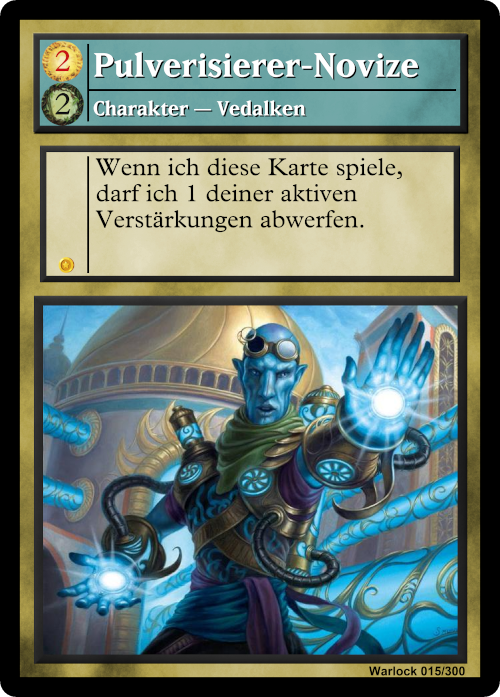 2 Pulverisierer-Novize
2 Charakter — Vedalken
Wenn ich diese Karte spiele,
darf ich 1 deiner aktiven
Verstärkungen abwerfen.
Warlock 015/300